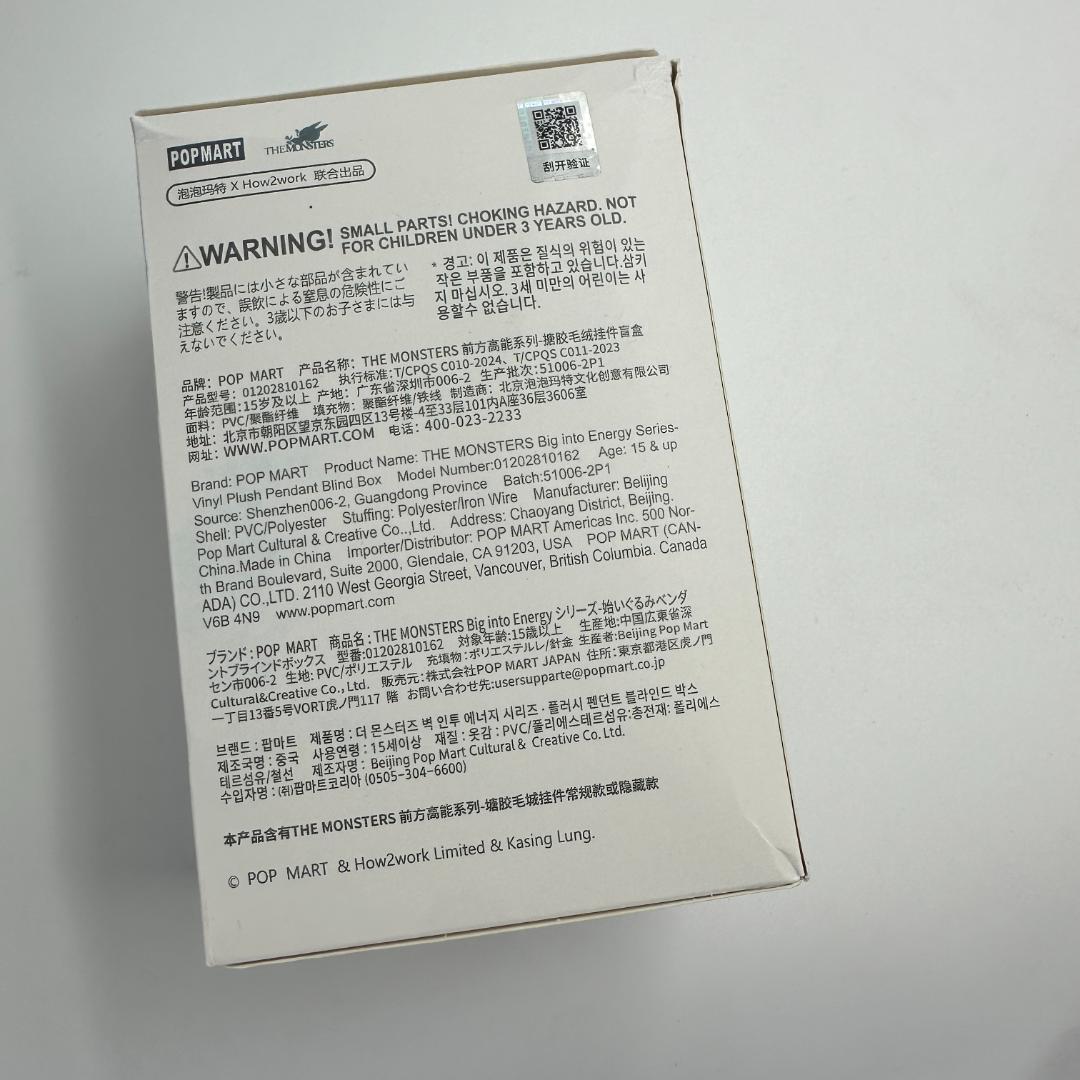 POP MART
THE MONSTERS
泡泡玛特 X How2work 联合出品
刮开验证
WARNING! SMALL PARTS! CHOKING HAZARD. NOT
FOR CHILDREN UNDER 3 YEARS OLD.
警告!製品には小さな部品が含まれてい
ますので、誤飲による窒息の危険性にご
注意ください。3歳以下のお子さまには与
えないでください。
* 경고: 이 제품은 질식의 위험이 있는
작은 부품을 포함하고 있습니다.삼키
지 마십시오. 3세 미만의 어린이는 사
용할수 없습니다.
品牌: POP MART 产品名称: THE MONSTERS 前方高能系列-搪胶毛绒挂件盲盒
产品型号: 01202810162 执行标准:T/CPQS C010-2024、T/CPQS C011-2023
年龄范围:15岁及以上 产地: 广东省深圳市006-2 生产批次:51006-2P1
面料: PVC/聚酯纤维 填充物: 聚酯纤维/铁线 制造商: 北京泡泡玛特文化创意有限公司
地址: 北京市朝阳区望京东园四区13号楼-4至33层101内A座36层3606室
网址: WWW.POPMART.COM 电话: 400-023-2233
Brand: POP MART Product Name: THE MONSTERS Big into Energy Series-
Vinyl Plush Pendant Blind Box Model Number:01202810162 Age: 15 & up
Source: Shenzhen006-2, Guangdong Province Batch:51006-2P1
Shell: PVC/Polyester Stuffing: Polyester/Iron Wire Manufacturer: Belijing
Pop Mart Cultural & Creative Co.,Ltd. Address: Chaoyang District, Beijing.
China.Made in China Importer/Distributor: POP MART Americas Inc. 500 Nor-
th Brand Boulevard, Suite 2000, Glendale, CA 91203, USA POP MART (CAN-
ADA) CO.,LTD. 2110 West Georgia Street, Vancouver, British Columbia. Canada
V6B 4N9 www.popmart.com
ブランド: POP MART 商品名: THE MONSTERS Big into Energy シリーズ-始いぐるみペンダ
ントブラインドボックス 型番:01202810162 対象年齢:15歳以上 生産地:中国広東省深
セン市006-2 生地: PVC/ポリエステル 充填物:ポリエステルレ/針金 生産者:Beijing Pop Mart
Cultural&Creative Co., Ltd. 販売元:株式会社POP MART JAPAN 住所:東京都港区虎ノ門
一丁目13番5号VORT虎ノ門117 階 お問い合わせ先:usersupparte@popmart.co.jp
브랜드: 팝마트 제품명: 더 몬스터즈 벽 인투 에너지 시리즈 · 플러시 펜던트 블라인드 박스
제조국명: 중국 사용연령: 15세이상 재질: 옷감: PVC/폴리에스테르섬유:총전재: 폴리에스
테르섬유/철선 제조자명: Beijing Pop Mart Cultural & Creative Co. Ltd.
수입자명: ㈜팝마트코리아 (0505-304-6600)
本产品含有THE MONSTERS 前方高能系列-搪胶毛城挂件常规款或隐藏款
© POP MART & How2work Limited & Kasing Lung.